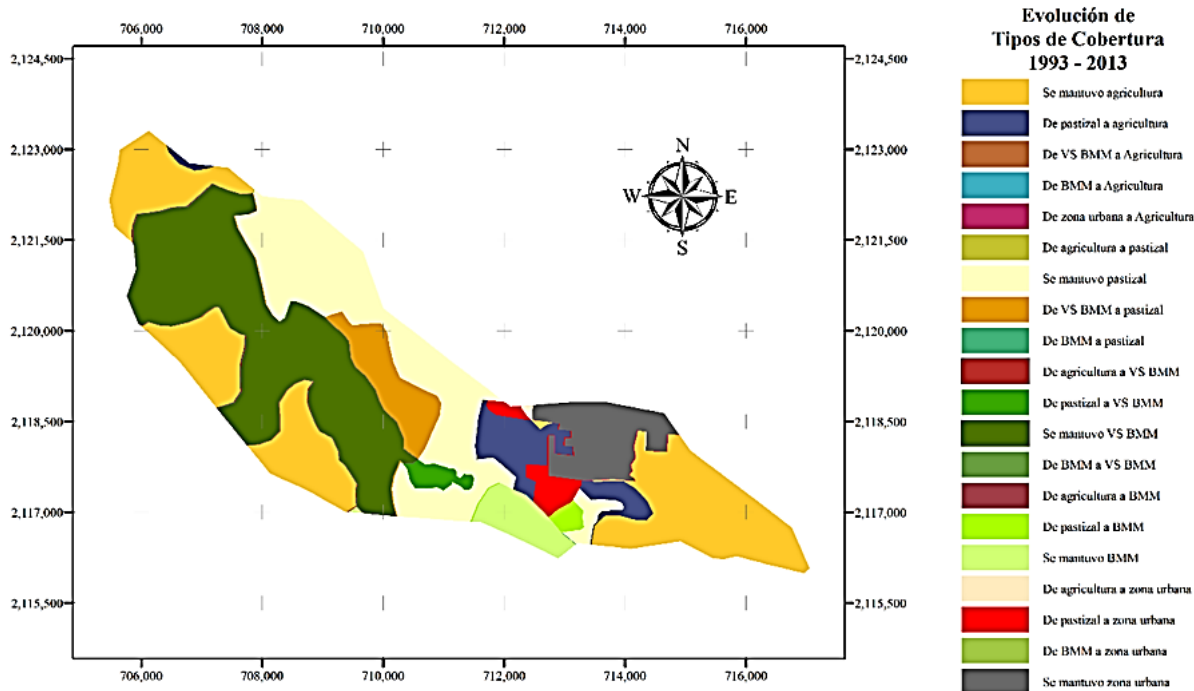 Evolución de
Tipos de Cobertura
1993 - 2013
706,000 708,000 710,000 712,000 714,000 716,000
2,124,500 2,124,500
2,123,000 2,123,000
2,121,500 2,121,500
2,120,000 2,120,000
2,118,500 2,118,500
2,117,000 2,117,000
2,115,500 2,115,500
706,000 708,000 710,000 712,000 714,000 716,000
N
W E
S
Se mantuvo agricultura
De pastizal a agricultura
De VS BMM a Agricultura
De BMM a Agricultura
De zona urbana a Agricultura
De agricultura a pastizal
Se mantuvo pastizal
De VS BMM a pastizal
De BMM a pastizal
De agricultura a VS BMM
De pastizal a VS BMM
Se mantuvo VS BMM
De BMM a VS BMM
De agricultura a BMM
De pastizal a BMM
Se mantuvo BMM
De agricultura a zona urbana
De pastizal a zona urbana
De BMM a zona urbana
Se mantuvo zona urbana